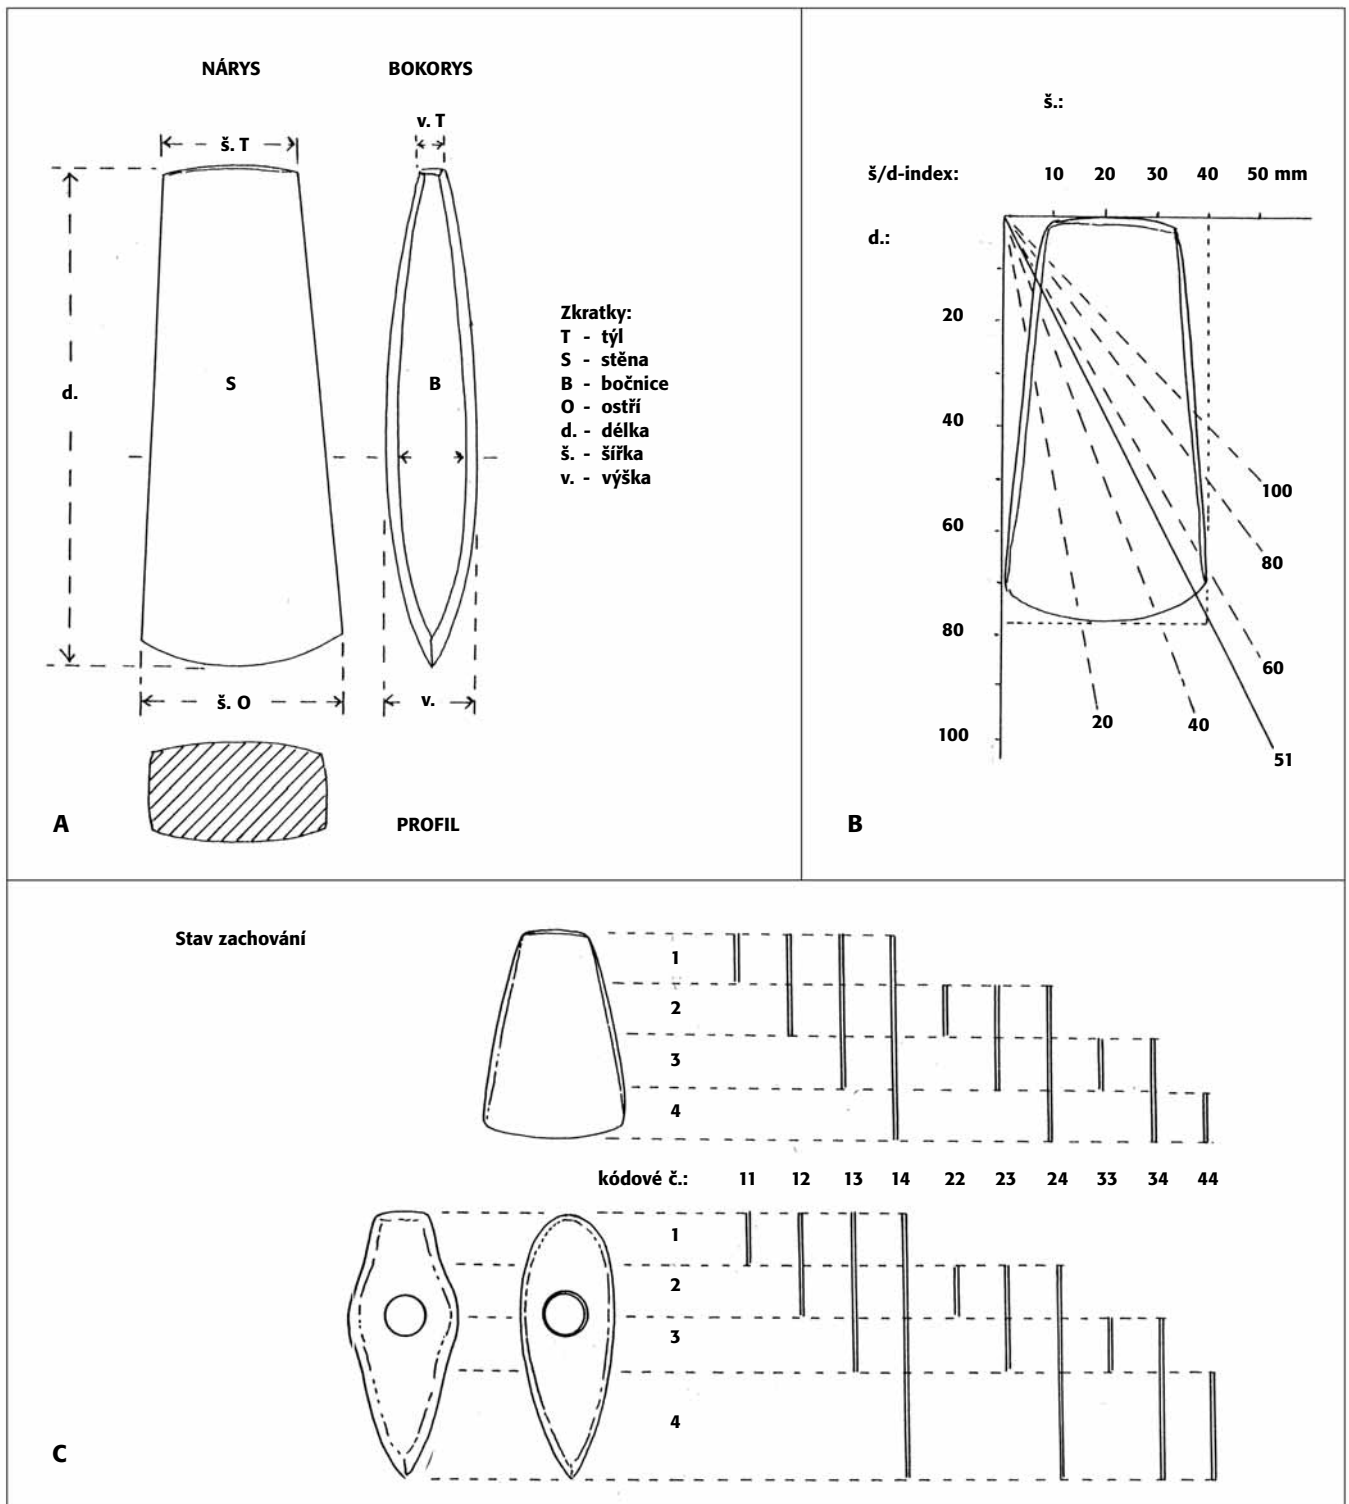 NÁRYS
BOKORYS
v. T
š. T
d.
S
B
Zkratky:
T - týl
S - stěna
B - bočnice
O - ostří
d. - délka
š. - šířka
v. - výška
š. O
v.
A
PROFIL
š.:
š/d-index: 10 20 30 40 50 mm
d.:
20
40
60
80
100
100
80
60
20
40
51
B
Stav zachování
1
2
3
4
kódové č.: 11 12 13 14 22 23 24 33 34 44
1
2
3
4
C